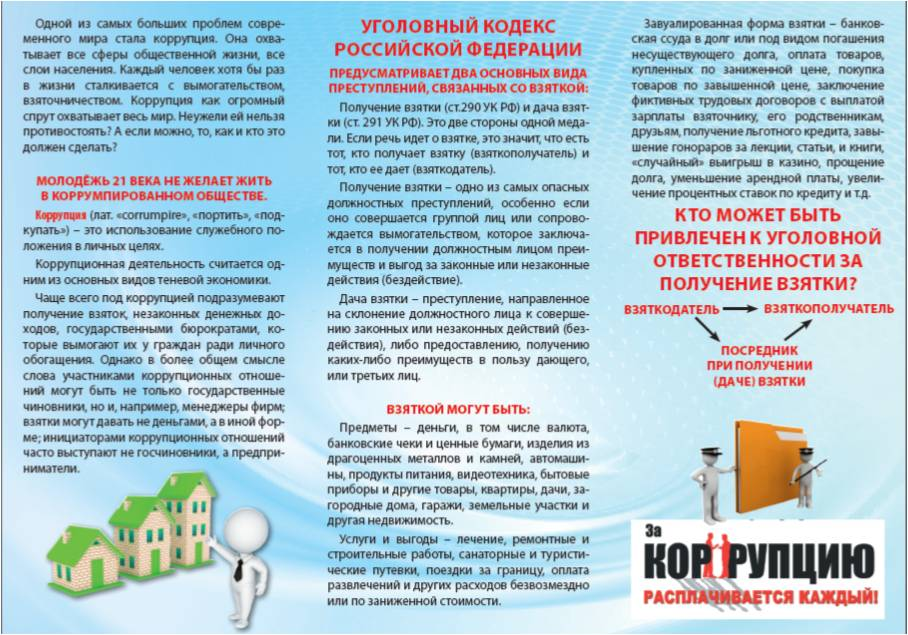 Одной из самых больших проблем совре-
менного мира стала коррупция. Она охва-
тывает все сферы общественной жизни, все
слои населения. Каждый человек хотя бы раз
в жизни сталкивается с вымогательством,
взяточничеством. Коррупция как огромный
спрут охватывает весь мир. Неужели ей нельзя
противостоять? А если можно, то, как и кто это
должен сделать?
МОЛОДЁЖЬ 21 ВЕКА НЕ ЖЕЛАЕТ ЖИТЬ
В КОРРУМПИРОВАННОМ ОБЩЕСТВЕ.
Коррупция (лат. «corrumpire», «портить», «под-
купать») – это использование служебного по-
ложения в личных целях.
Коррупционная деятельность считается од-
ним из основных видов теневой экономики.
Чаще всего под коррупцией подразумевают
получение взяток, незаконных денежных до-
ходов, государственными бюрократами, ко-
торые вымогают их у граждан ради личного
обогащения. Однако в более общем смысле
слова участниками коррупционных отноше-
ний могут быть не только государственные
чиновники, но и, например, менеджеры фирм;
взятки могут давать не деньгами, а в иной фор-
ме; инициаторами коррупционных отношений
часто выступают не госчиновники, а предпри-
ниматели.
УГОЛОВНЫЙ КОДЕКС
РОССИЙСКОЙ ФЕДЕРАЦИИ
ПРЕДУСМАТРИВАЕТ ДВА ОСНОВНЫХ ВИДА
ПРЕСТУПЛЕНИЙ, СВЯЗАННЫХ СО ВЗЯТКОЙ:
Получение взятки (ст.290 УК РФ) и дача взят-
ки (ст. 291 УК РФ). Это две стороны одной меда-
ли. Если речь идет о взятке, это значит, что есть
тот, кто получает взятку (взяткополучатель) и
тот, кто ее дает (взяткодатель).
Получение взятки – одно из самых опасных
должностных преступлений, особенно если
оно совершается группой лиц или сопрово-
ждается вымогательством, которое заключа-
ется в получении должностным лицом преи-
муществ и выгод за законные или незаконные
действия (бездействие).
Дача взятки – преступление, направленное
на склонение должностного лица к соверше-
нию законных или незаконных действий (без-
действия), либо предоставлению, получению
каких-либо преимуществ в пользу дающего,
или третьих лиц.
ВЗЯТКОЙ МОГУТ БЫТЬ:
Предметы – деньги, в том числе валюта,
банковские чеки и ценные бумаги, изделия из
драгоценных металлов и камней, автомаши-
ны, продукты питания, видеотехника, бытовые
приборы и другие товары, квартиры, дачи, за-
городные дома, гаражи, земельные участки и
другая недвижимость.
Услуги и выгоды – лечение, ремонтные и
строительные работы, санаторные и туристи-
ческие путевки, поездки за границу, оплата
развлечений и других расходов безвозмездно
или по заниженной стоимости.
Завуалированная форма взятки – банков-
ская ссуда в долг или под видом погашения
несуществующего долга, оплата товаров,
купленных по заниженной цене, покупка
товаров по завышенной цене, заключение
фиктивных трудовых договоров с выплатой
зарплаты взяточнику, его родственникам,
друзьям, получение льготного кредита, завы-
шение гонораров за лекции, статьи, и книги,
«случайный» выигрыш в казино, прощение
долга, уменьшение арендной платы, увели-
чение процентных ставок по кредиту и т.д.
КТО МОЖЕТ БЫТЬ
ПРИВЛЕЧЕН К УГОЛОВНОЙ
ОТВЕТСТВЕННОСТИ ЗА
ПОЛУЧЕНИЕ ВЗЯТКИ?
ВЗЯТКОДАТЕЛЬ ВЗЯТКОПОЛУЧАТЕЛЬ
ПОСРЕДНИК
ПРИ ПОЛУЧЕНИИ
(ДАЧЕ) ВЗЯТКИ
За
КОРРУПЦИЮ
РАСПЛАЧИВАЕТСЯ КАЖДЫЙ!